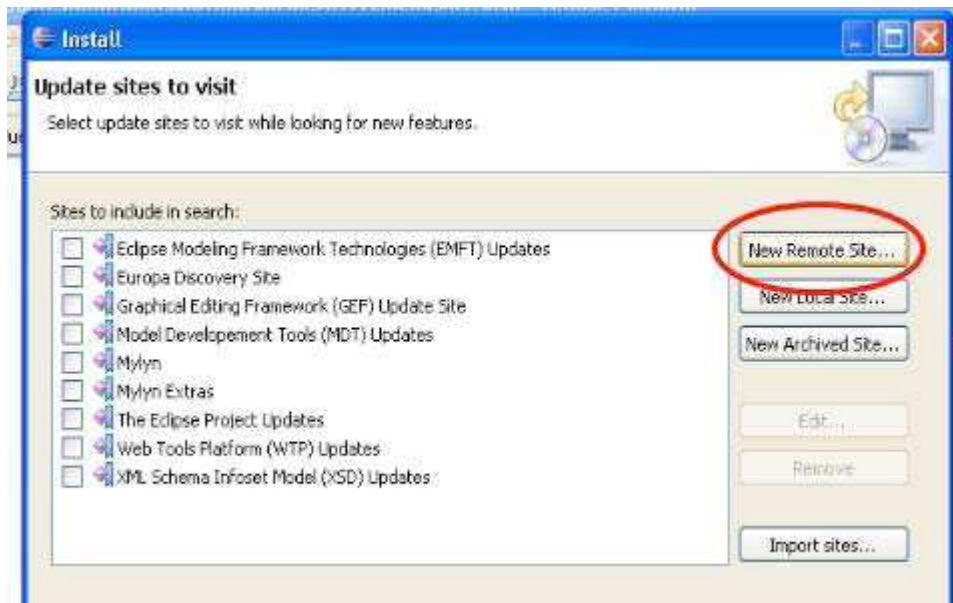 Install
Update sites to visit
Select update sites to visit while looking for new features.
Sites to include in search:
Eclipse Modeling Framework Technologies (EMFT) Updates
Europa Discovery Site
Graphical Editing Framework (GEF) Update Site
Model Developement Tools (MDT) Updates
Mylyn
Mylyn Extras
The Eclipse Project Updates
Web Tools Platform (WTP) Updates
XML Schema Infoset Model (XSD) Updates
New Remote Site...
New Local Site...
New Archived Site...
Edit...
Remove
Import sites...